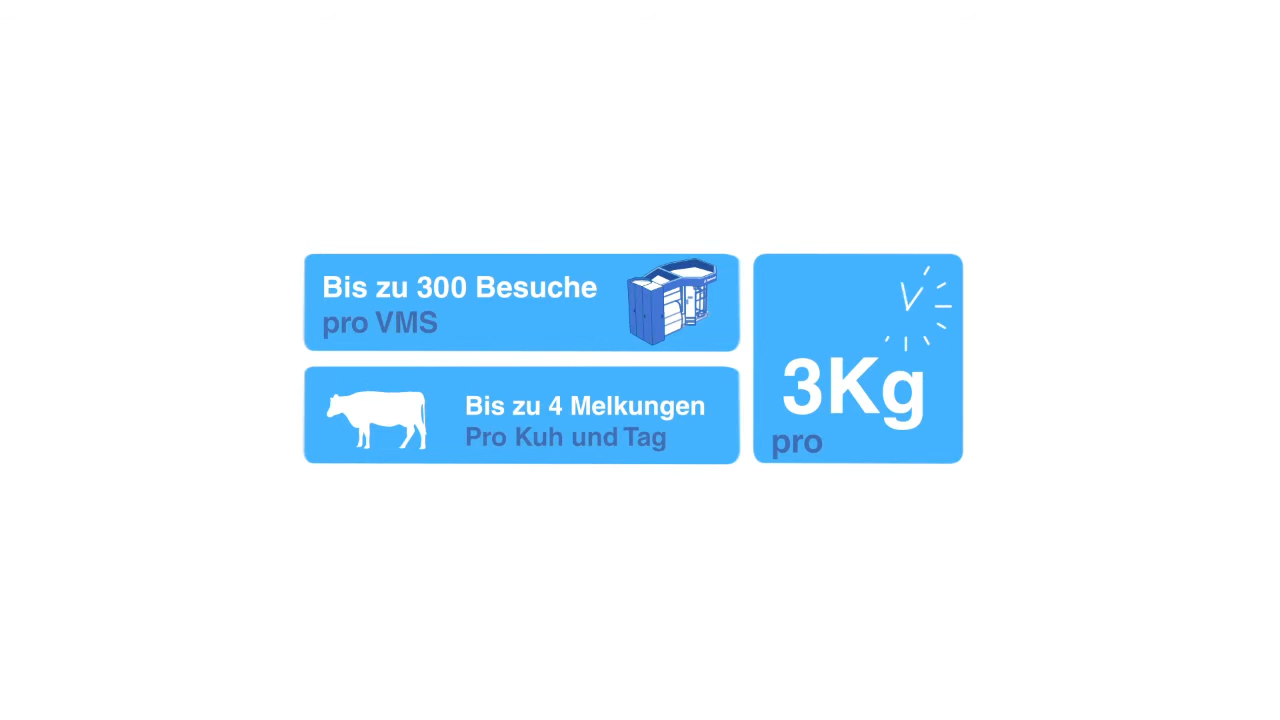 Bis zu 300 Besuche
pro VMS
Bis zu 4 Melkungen
Pro Kuh und Tag
3Kg
pro